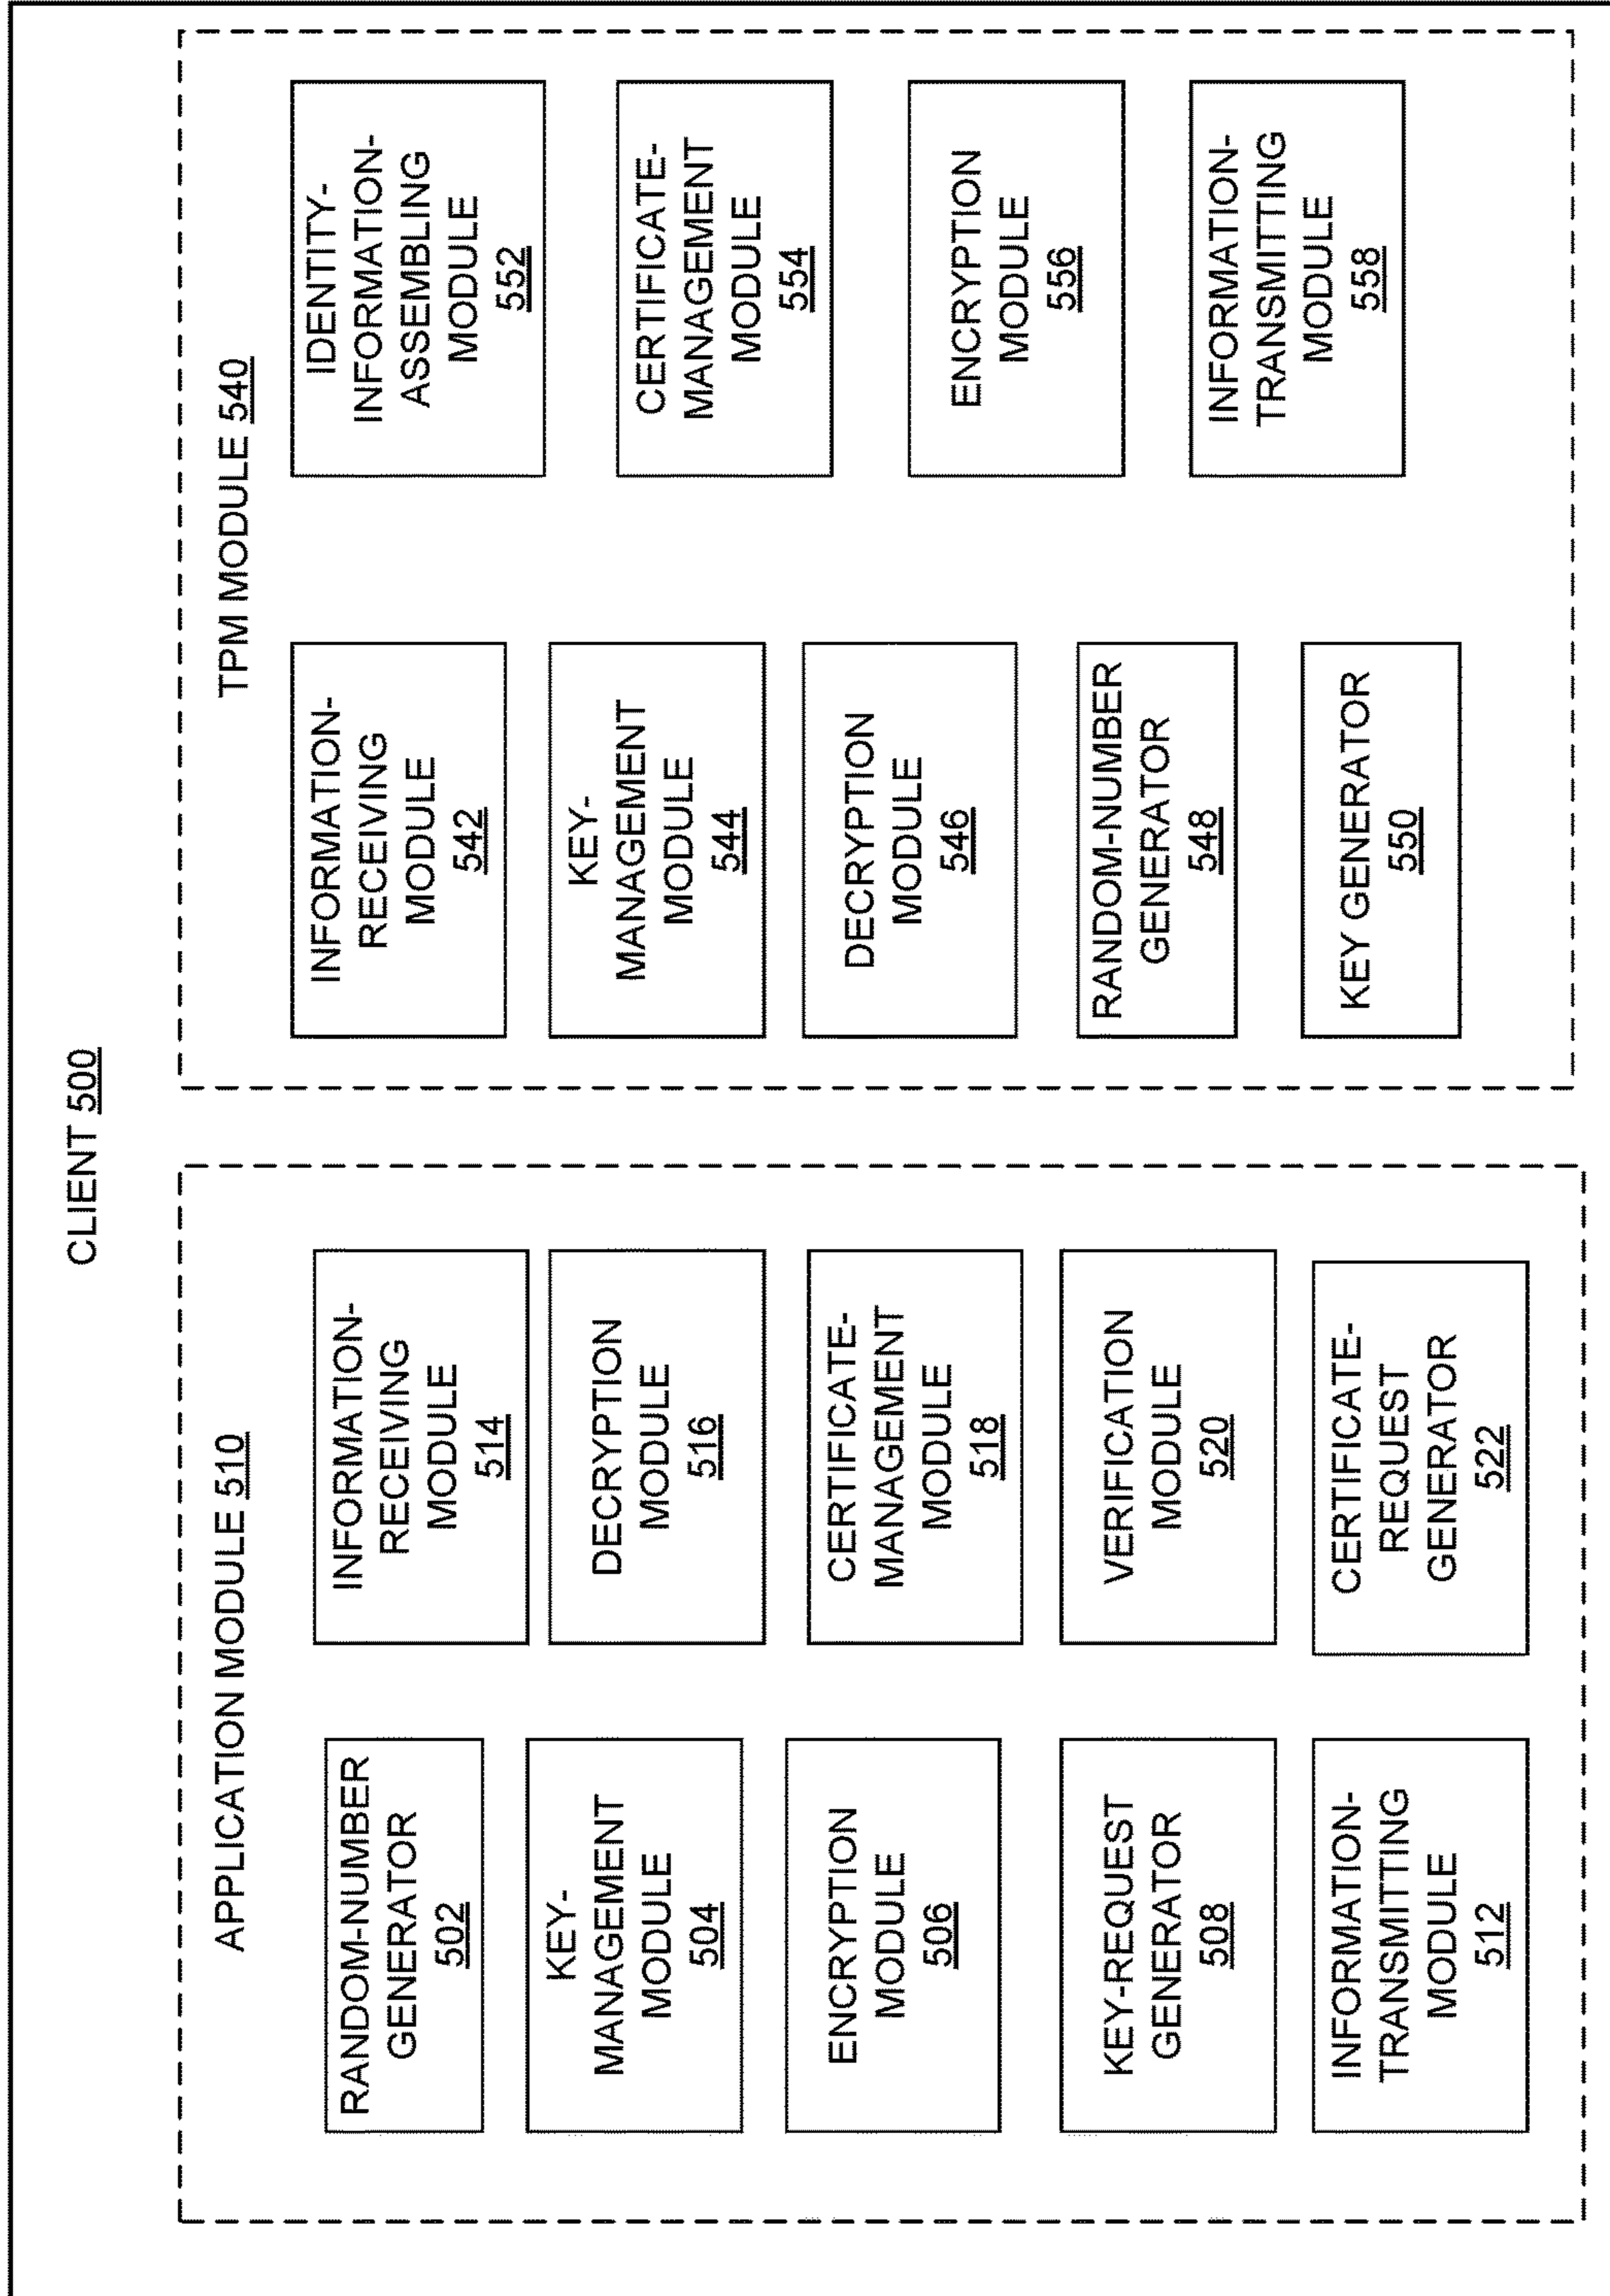 CLIENT 500
APPLICATION MODULE 510
RANDOM-NUMBER
GENERATOR
502
KEY-
MANAGEMENT
MODULE
504
ENCRYPTION
MODULE
506
KEY-REQUEST
GENERATOR
508
INFORMATION-
TRANSMITTING
MODULE
512
INFORMATION-
RECEIVING
MODULE
514
DECRYPTION
MODULE
516
CERTIFICATE-
MANAGEMENT
MODULE
518
VERIFICATION
MODULE
520
CERTIFICATE-
REQUEST
GENERATOR
522
TPM MODULE 540
INFORMATION-
RECEIVING
MODULE
542
KEY-
MANAGEMENT
MODULE
544
DECRYPTION
MODULE
546
RANDOM-NUMBER
GENERATOR
548
KEY GENERATOR
550
IDENTITY-
INFORMATION-
ASSEMBLING
MODULE
552
CERTIFICATE-
MANAGEMENT
MODULE
554
ENCRYPTION
MODULE
556
INFORMATION-
TRANSMITTING
MODULE
558